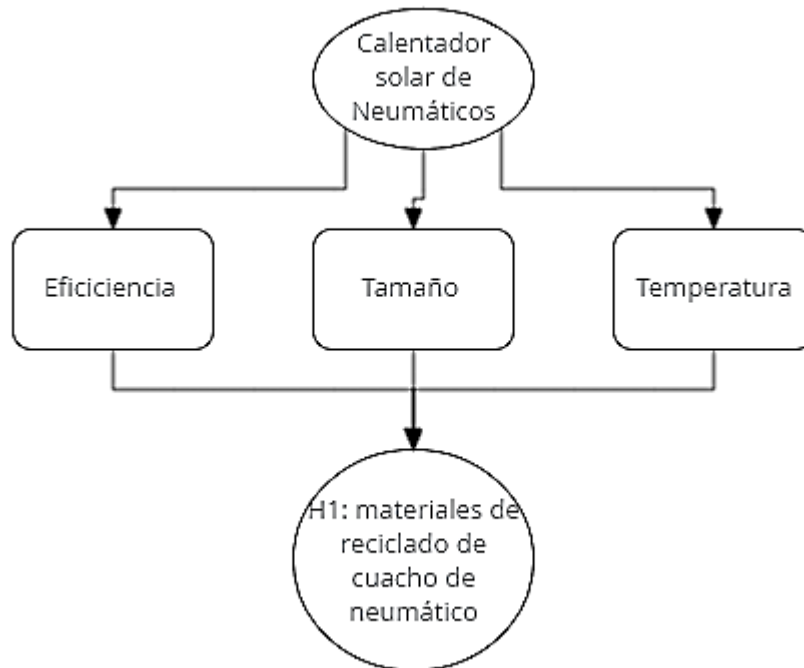 Calentador
solar de
Neumáticos
Eficiciencia
Tamaño
Temperatura
H1: materiales de
reciclado de
cuacho de
neumático